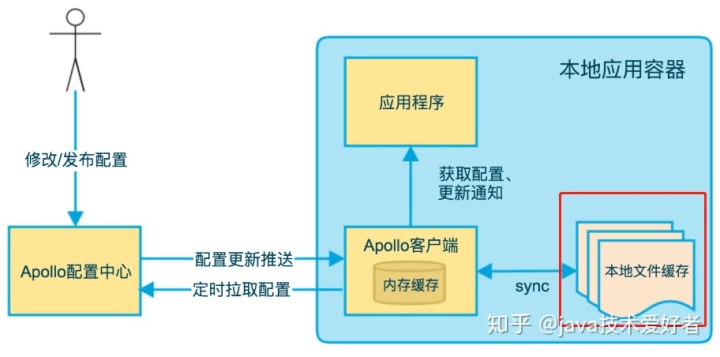 本地应用容器
应用程序
修改/发布配置
获取配置、
更新通知
Apollo配置中心
配置更新推送
定时拉取配置
Apollo客户端
内存缓存
sync
本地文件缓存
知乎 @java技术爱好者